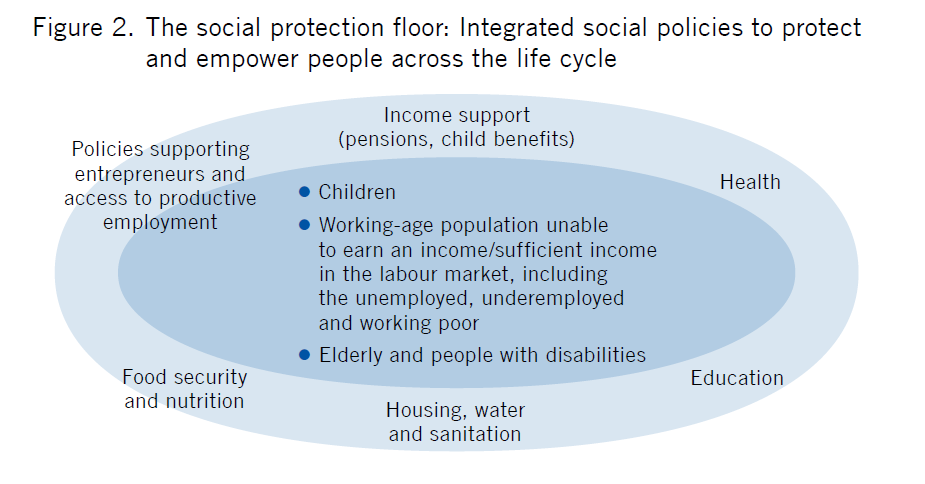 Figure 2. The social protection floor: Integrated social policies to protect
and empower people across the life cycle
Income support
(pensions, child benefits)
Policies supporting
entrepreneurs and
access to productive
employment
Health
• Children
• Working-age population unable
to earn an income/sufficient income
in the labour market, including
the unemployed, underemployed
and working poor
• Elderly and people with disabilities
Food security
and nutrition
Education
Housing, water
and sanitation